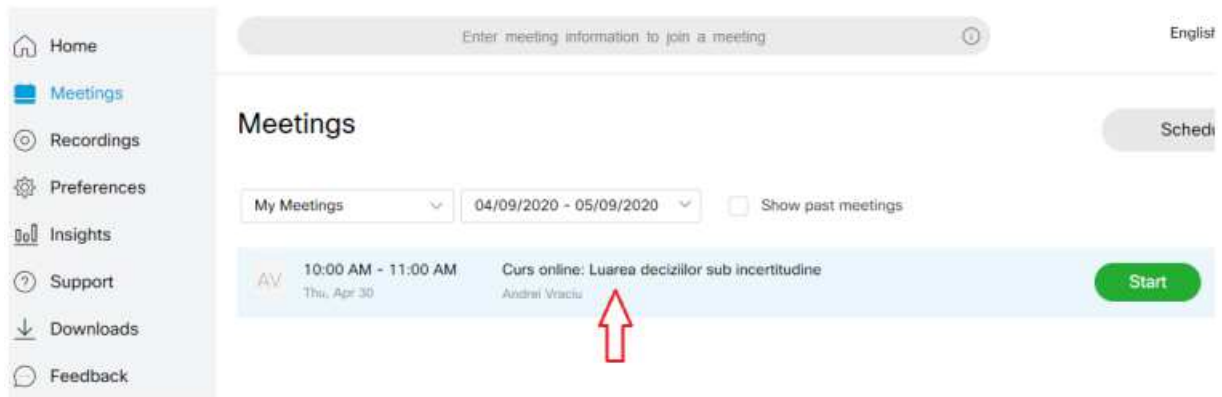 Home
Meetings
Recordings
Preferences
Insights
Support
Downloads
Feedback
Enter meeting information to join a meeting
English
Meetings
My Meetings
04/09/2020 - 05/09/2020
Show past meetings
AV
10:00 AM - 11:00 AM
Thu, Apr 30
Curs online: Luarea deciziilor sub incertitudine
Andrei Vraciu
Start